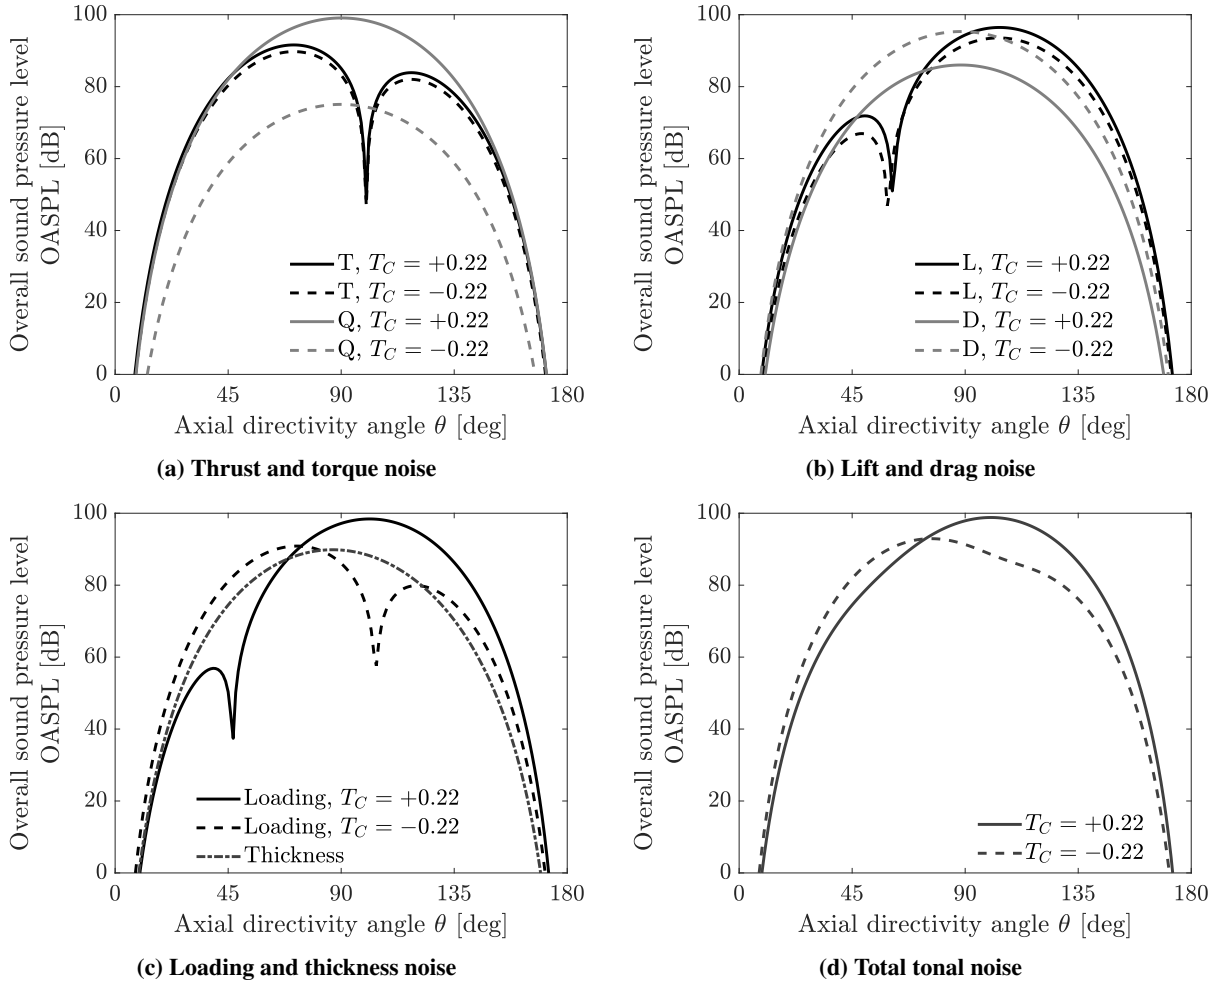 100
80
60
40
20
0
0 45 90 135 180
Overall sound pressure level
OASPL [dB]
T, T_C = +0.22
T, T_C = −0.22
Q, T_C = +0.22
Q, T_C = −0.22
Axial directivity angle θ [deg]
(a) Thrust and torque noise
100
80
60
40
20
0
0 45 90 135 180
Overall sound pressure level
OASPL [dB]
L, T_C = +0.22
L, T_C = −0.22
D, T_C = +0.22
D, T_C = −0.22
Axial directivity angle θ [deg]
(b) Lift and drag noise
100
80
60
40
20
0
0 45 90 135 180
Overall sound pressure level
OASPL [dB]
Loading, T_C = +0.22
Loading, T_C = −0.22
Thickness
Axial directivity angle θ [deg]
(c) Loading and thickness noise
100
80
60
40
20
0
0 45 90 135 180
Overall sound pressure level
OASPL [dB]
T_C = +0.22
T_C = −0.22
Axial directivity angle θ [deg]
(d) Total tonal noise